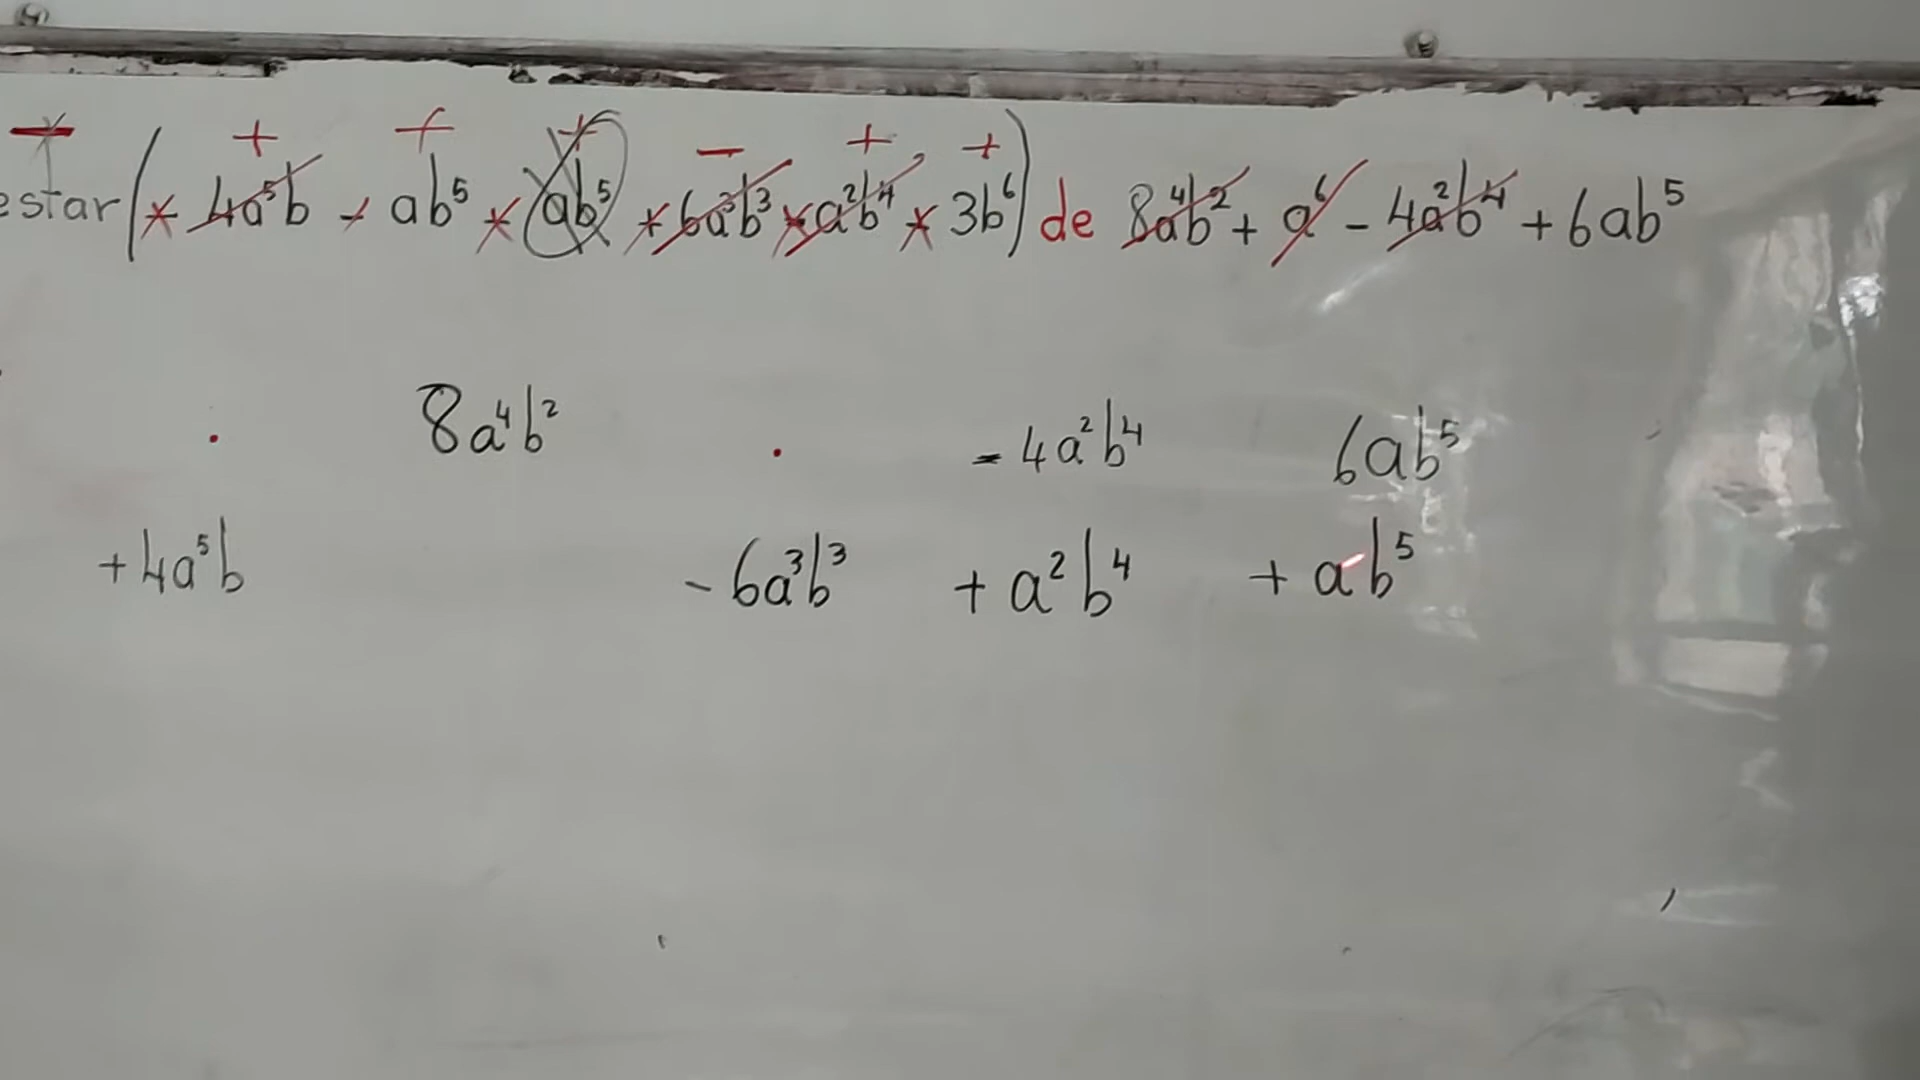 − + + + − + +
estar (- 4a⁵b - ab⁵ - ab⁵ + 6a³b³ - a²b⁴ - 3b⁶) de 8a⁴b² + a⁶ - 4a²b⁴ + 6ab⁵
8a⁴b² - 4a²b⁴ 6ab⁵
+ 4a⁵b - 6a³b³ + a²b⁴ + ab⁵